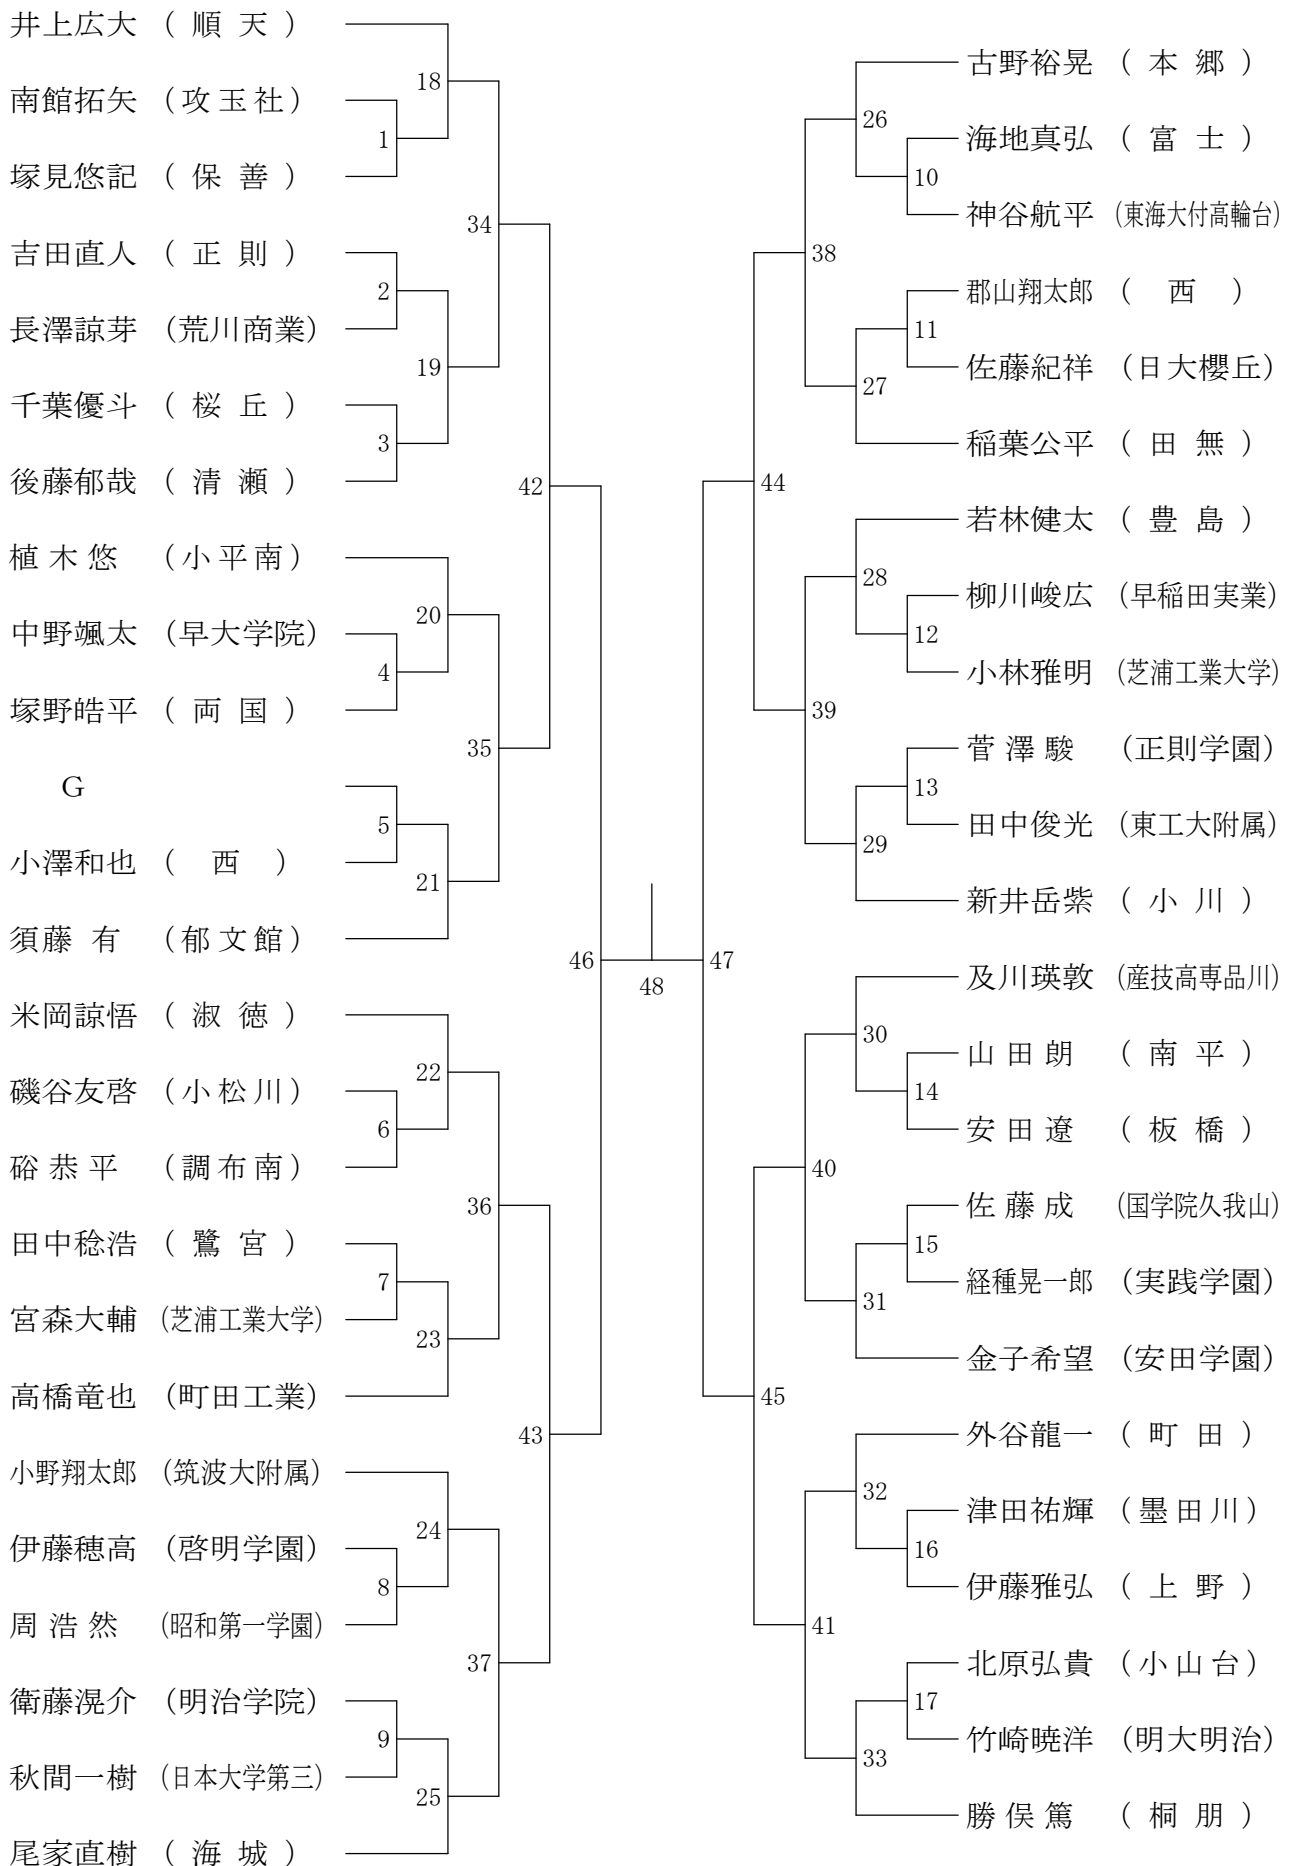 井上広大 (順天)
南館拓矢 (攻玉社)
塚見悠記 (保善)
吉田直人 (正則)
長澤諒芽 (荒川商業)
千葉優斗 (桜丘)
後藤郁哉 (清瀬)
植木悠 (小平南)
中野颯太 (早大学院)
塚野皓平 (両国)
G
小澤和也 (西)
須藤有 (郁文館)
米岡諒悟 (淑徳)
磯谷友啓 (小松川)
硲恭平 (調布南)
田中稔浩 (鷺宮)
宮森大輔 (芝浦工業大学)
高橋竜也 (町田工業)
小野翔太郎 (筑波大附属)
伊藤穂高 (啓明学園)
周浩然 (昭和第一学園)
衛藤滉介 (明治学院)
秋間一樹 (日本大学第三)
尾家直樹 (海城)
1
2
3
4
5
6
7
8
9
18
19
20
21
22
23
24
25
34
35
36
37
42
43
46
48
47
44
45
38
39
40
41
26
27
28
29
30
31
32
33
10
11
12
13
14
15
16
17
古野裕晃 (本郷)
海地真弘 (富士)
神谷航平 (東海大付高輪台)
郡山翔太郎 (西)
佐藤紀祥 (日大櫻丘)
稲葉公平 (田無)
若林健太 (豊島)
柳川峻広 (早稲田実業)
小林雅明 (芝浦工業大学)
菅澤駿 (正則学園)
田中俊光 (東工大附属)
新井岳紫 (小川)
及川瑛敦 (産技高専品川)
山田朗 (南平)
安田遼 (板橋)
佐藤成 (国学院久我山)
経種晃一郎 (実践学園)
金子希望 (安田学園)
外谷龍一 (町田)
津田祐輝 (墨田川)
伊藤雅弘 (上野)
北原弘貴 (小山台)
竹崎暁洋 (明大明治)
勝俣篤 (桐朋)